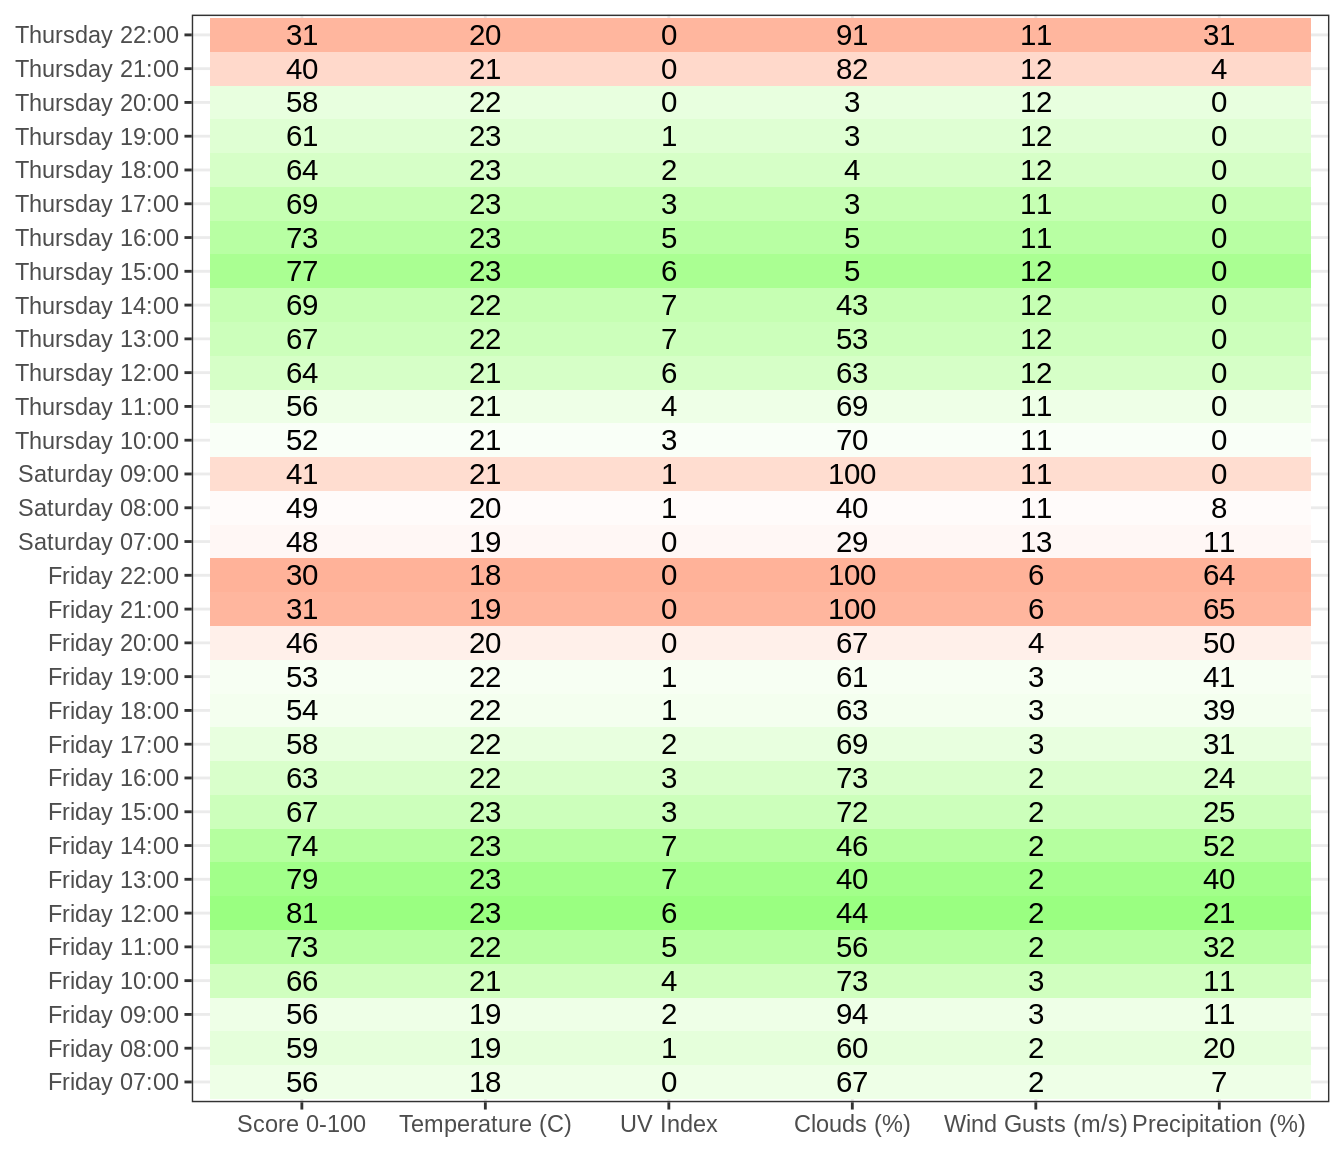 Thursday 22:00 31 20 0 91 11 31
Thursday 21:00 40 21 0 82 12 4
Thursday 20:00 58 22 0 3 12 0
Thursday 19:00 61 23 1 3 12 0
Thursday 18:00 64 23 2 4 12 0
Thursday 17:00 69 23 3 3 11 0
Thursday 16:00 73 23 5 5 11 0
Thursday 15:00 77 23 6 5 12 0
Thursday 14:00 69 22 7 43 12 0
Thursday 13:00 67 22 7 53 12 0
Thursday 12:00 64 21 6 63 12 0
Thursday 11:00 56 21 4 69 11 0
Thursday 10:00 52 21 3 70 11 0
Saturday 09:00 41 21 1 100 11 0
Saturday 08:00 49 20 1 40 11 8
Saturday 07:00 48 19 0 29 13 11
Friday 22:00 30 18 0 100 6 64
Friday 21:00 31 19 0 100 6 65
Friday 20:00 46 20 0 67 4 50
Friday 19:00 53 22 1 61 3 41
Friday 18:00 54 22 1 63 3 39
Friday 17:00 58 22 2 69 3 31
Friday 16:00 63 22 3 73 2 24
Friday 15:00 67 23 3 72 2 25
Friday 14:00 74 23 7 46 2 52
Friday 13:00 79 23 7 40 2 40
Friday 12:00 81 23 6 44 2 21
Friday 11:00 73 22 5 56 2 32
Friday 10:00 66 21 4 73 3 11
Friday 09:00 56 19 2 94 3 11
Friday 08:00 59 19 1 60 2 20
Friday 07:00 56 18 0 67 2 7
Score 0-100 Temperature (C) UV Index Clouds (%) Wind Gusts (m/s) Precipitation (%)